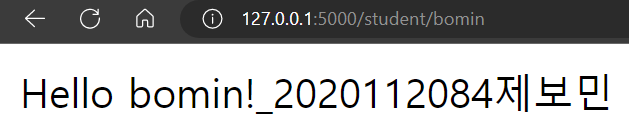 127.0.0.1:5000/student/bomin
Hello bomin!_2020112084제보민